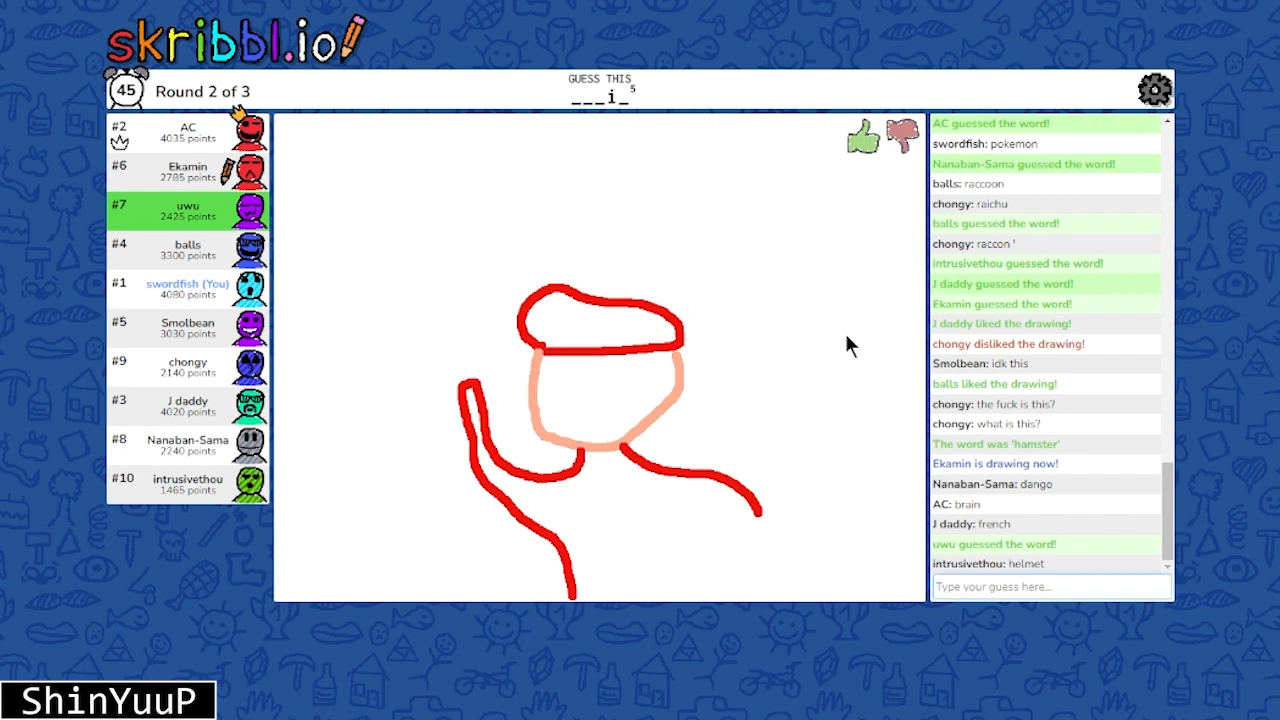 skribbl.io
45
Round 2 of 3
GUESS THIS
___i_ 5
#2 AC
4035 points
#6 Ekamin
2785 points
#7 uwu
2425 points
#4 balls
3300 points
#1 swordfish (You)
4080 points
#5 Smolbean
3030 points
#9 chongy
2140 points
#3 J daddy
4020 points
#8 Nanaban-Sama
2240 points
#10 intrusivethou
1465 points
AC guessed the word!
swordfish: pokemon
Nanaban-Sama guessed the word!
balls: raccoon
chongy: raichu
balls guessed the word!
chongy: raccon '
intrusivethou guessed the word!
J daddy guessed the word!
Ekamin guessed the word!
J daddy liked the drawing!
chongy disliked the drawing!
Smolbean: idk this
balls liked the drawing!
chongy: the fuck is this?
chongy: what is this?
The word was 'hamster'
Ekamin is drawing now!
Nanaban-Sama: dango
AC: brain
J daddy: french
uwu guessed the word!
intrusivethou: helmet
Type your guess here...
ShinYuuP